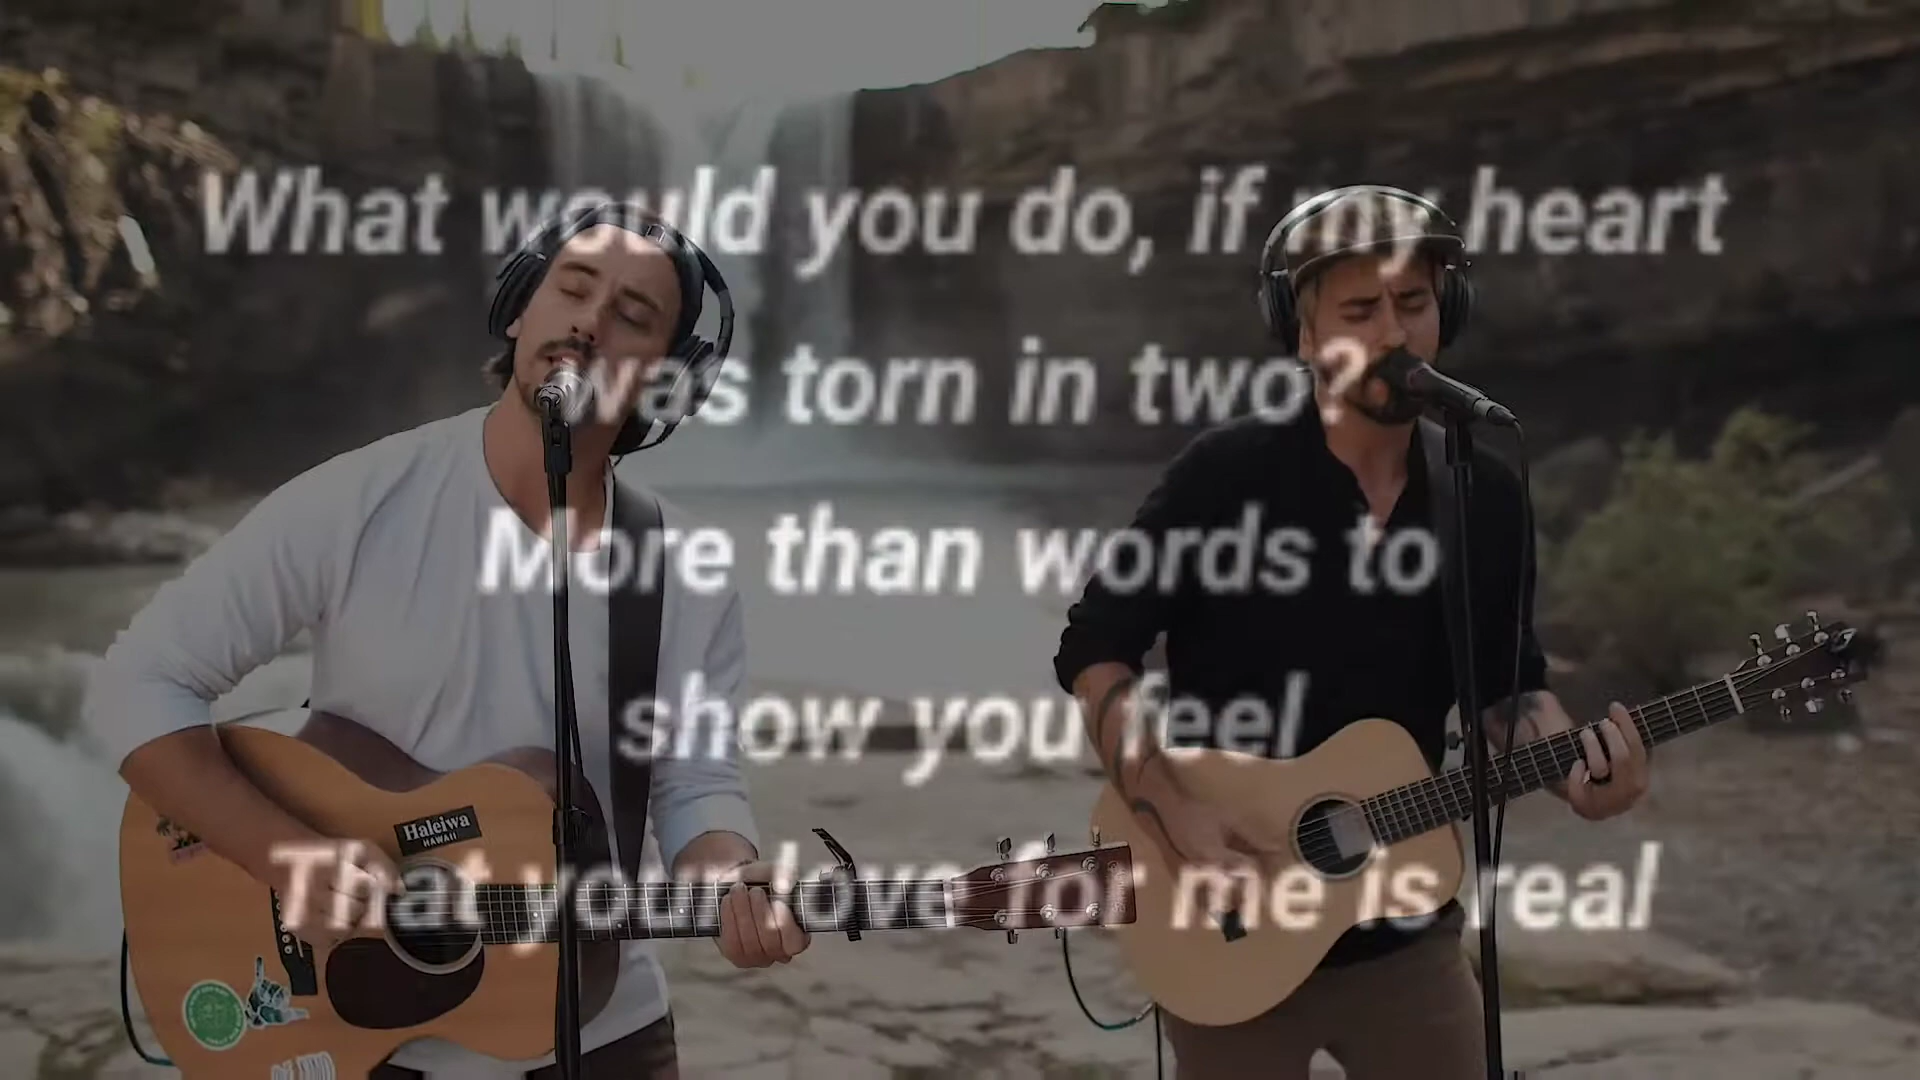 What would you do, if my heart
was torn in two?
More than words to
show you feel
That your love for me is real
Haleiwa
HAWAII